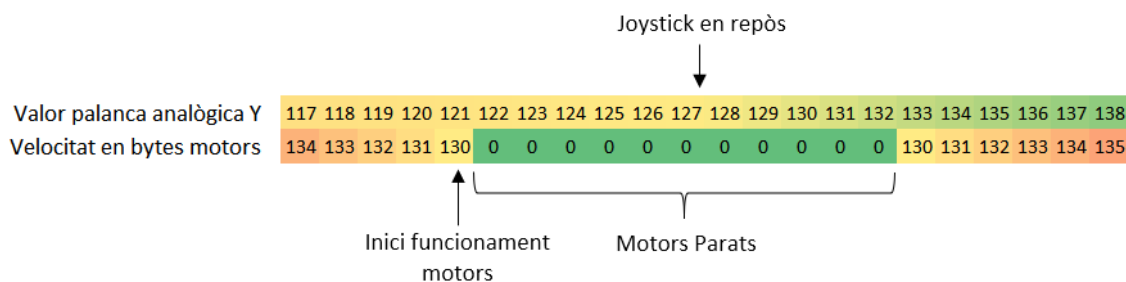 Joystick en repòs
Valor palanca analògica Y 117 118 119 120 121 122 123 124 125 126 127 128 129 130 131 132 133 134 135 136 137 138
Velocitat en bytes motors 134 133 132 131 130 0 0 0 0 0 0 0 0 0 0 0 130 131 132 133 134 135
Inici funcionament
motors
Motors Parats